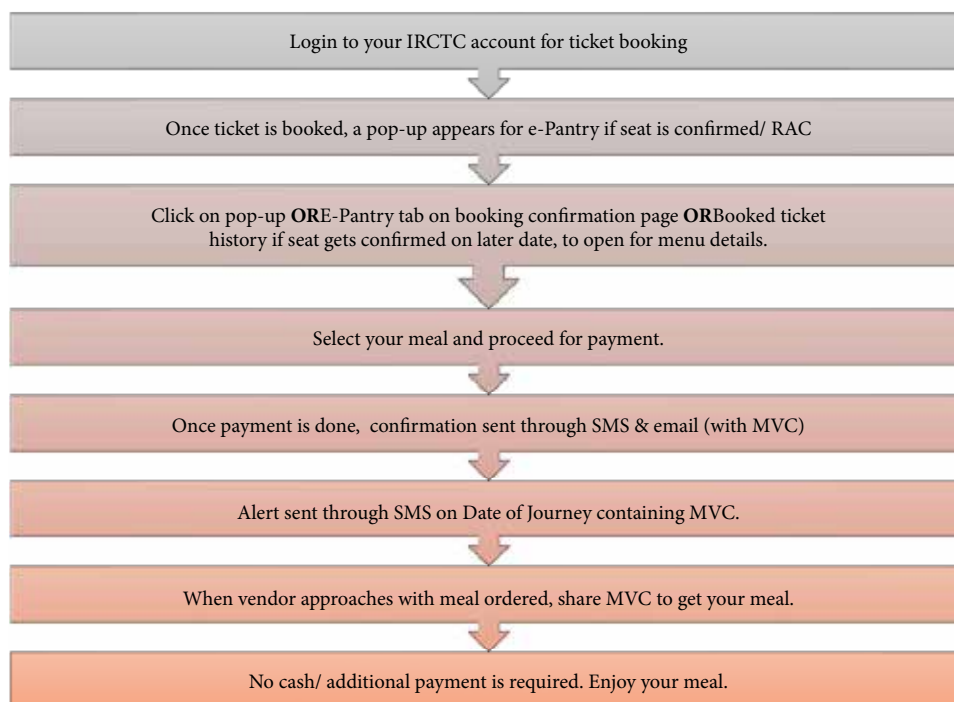 Login to your IRCTC account for ticket booking
Once ticket is booked, a pop-up appears for e-Pantry if seat is confirmed/ RAC
Click on pop-up ORE-Pantry tab on booking confirmation page ORBooked ticket
history if seat gets confirmed on later date, to open for menu details.
Select your meal and proceed for payment.
Once payment is done, confirmation sent through SMS & email (with MVC)
Alert sent through SMS on Date of Journey containing MVC.
When vendor approaches with meal ordered, share MVC to get your meal.
No cash/ additional payment is required. Enjoy your meal.